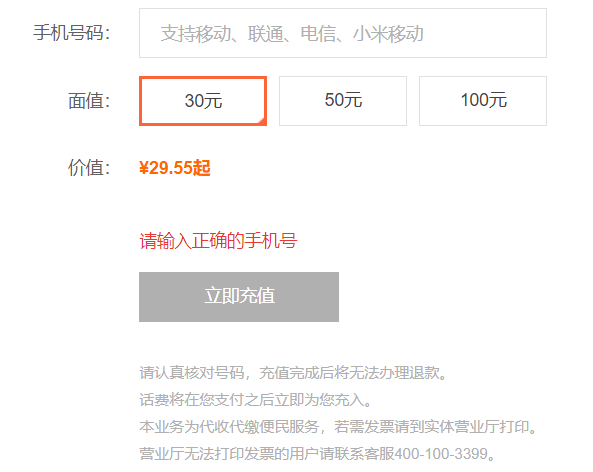 手机号码： 支持移动、联通、电信、小米移动
面值： 30元 50元 100元
价值： ¥29.55起
请输入正确的手机号
立即充值
请认真核对号码，充值完成后将无法办理退款。
话费将在您支付之后立即为您充入。
本业务为代收代缴便民服务，若需发票请到实体营业厅打印。
营业厅无法打印发票的用户请联系客服400-100-3399。